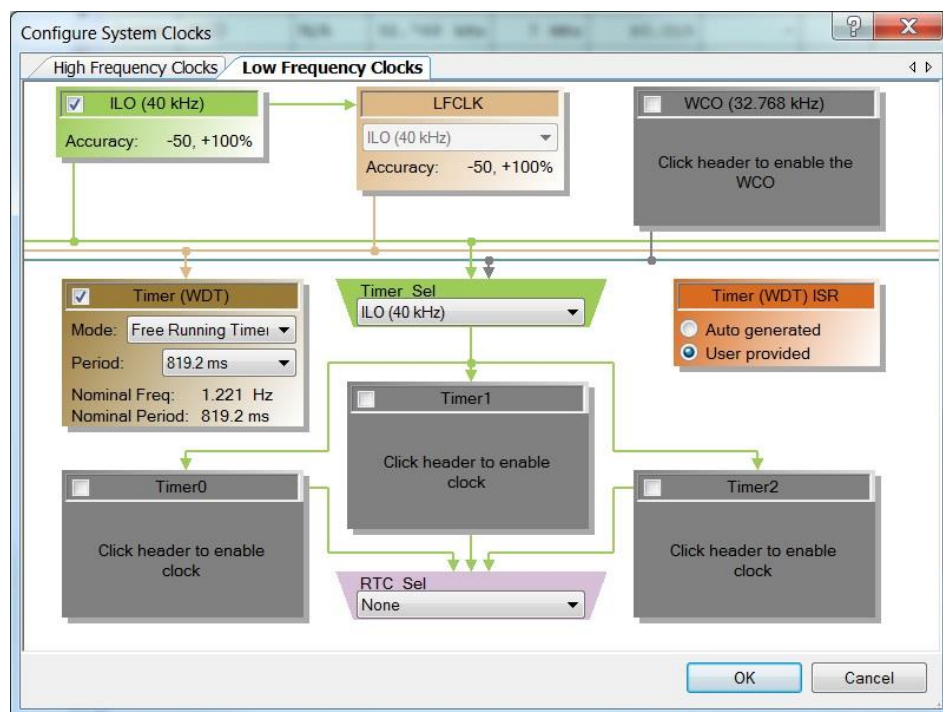 Configure System Clocks
High Frequency Clocks Low Frequency Clocks
ILO (40 kHz)
Accuracy: -50, +100%
LFCLK
ILO (40 kHz)
Accuracy: -50, +100%
WCO (32.768 kHz)
Click header to enable the
WCO
Timer (WDT)
Mode: Free Running Timer
Period: 819.2 ms
Nominal Freq: 1.221 Hz
Nominal Period: 819.2 ms
Timer Sel
ILO (40 kHz)
Timer (WDT) ISR
Auto generated
User provided
Timer1
Click header to enable
clock
Timer0
Click header to enable
clock
Timer2
Click header to enable
clock
RTC Sel
None
OK Cancel